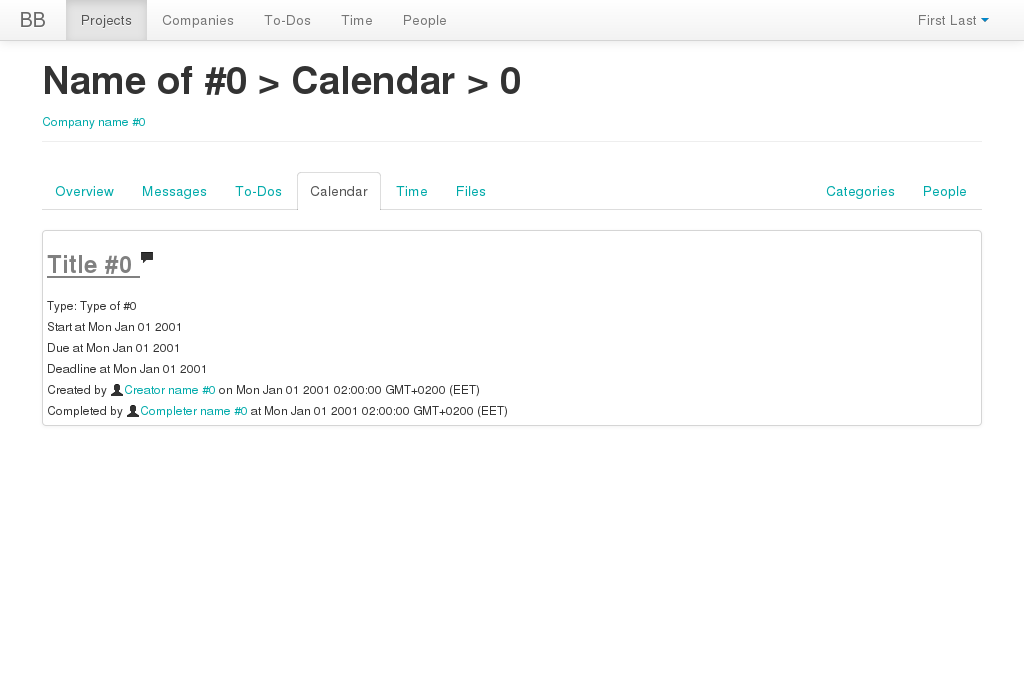 BB Projects Companies To-Dos Time People First Last
Name of #0 > Calendar > 0
Company name #0
Overview Messages To-Dos Calendar Time Files Categories People
Title #0
Type: Type of #0
Start at Mon Jan 01 2001
Due at Mon Jan 01 2001
Deadline at Mon Jan 01 2001
Created by Creator name #0 on Mon Jan 01 2001 02:00:00 GMT+0200 (EET)
Completed by Completer name #0 at Mon Jan 01 2001 02:00:00 GMT+0200 (EET)